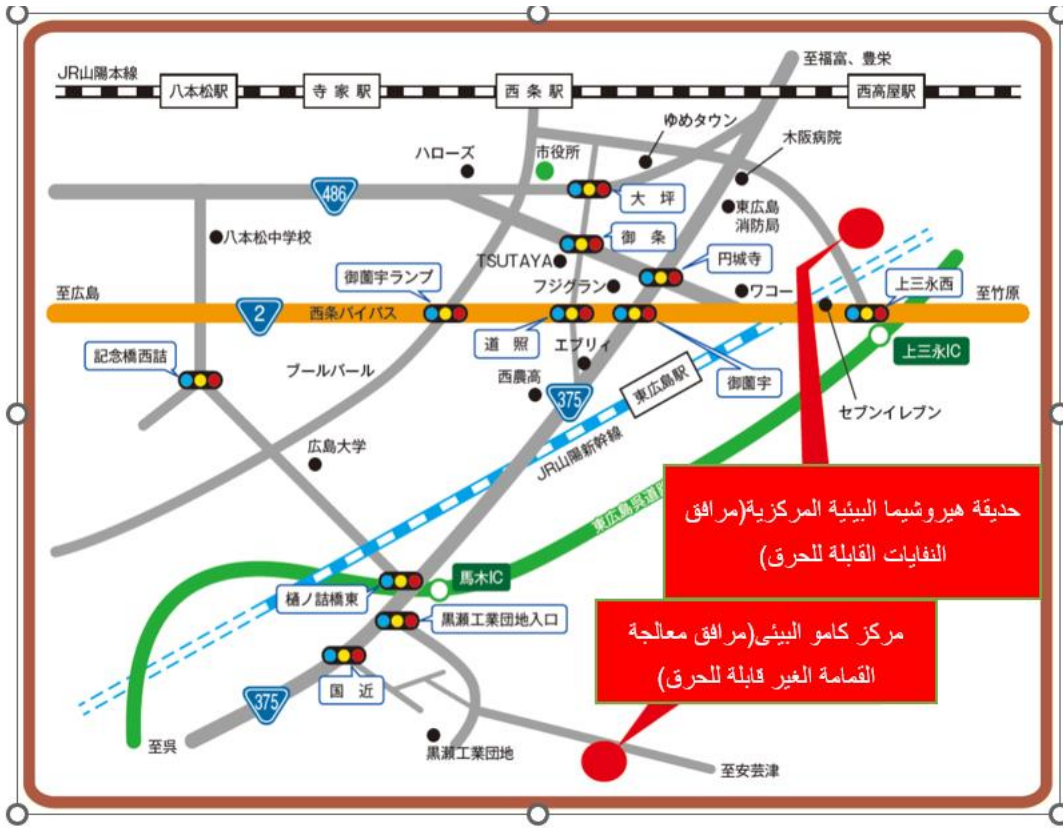 至福富、豊栄
JR山陽本線
八本松駅
寺家駅
西条駅
西高屋駅
ゆめタウン
木阪病院
ハローズ
市役所
486
大坪
東広島
消防局
御条
八本松中学校
TSUTAYA
円城寺
御薗宇ランプ
フジグラン
ワコー
上三永西
至広島
至竹原
2
西条バイパス
道照
エブリィ
記念橋西詰
プールバール
西農高
375
東広島駅
御薗宇
上三永IC
セブンイレブン
広島大学
JR山陽新幹線
حديقة هيروشيما البيئية المركزية(مرافق
النفايات القابلة للحرق)
東広島呉道
馬木IC
樋ノ詰橋東
黒瀬工業団地入口
مركز كامو البيئى(مرافق معالجة
القمامة الغير قابلة للحرق)
国近
375
至呉
黒瀬工業団地
至安芸津